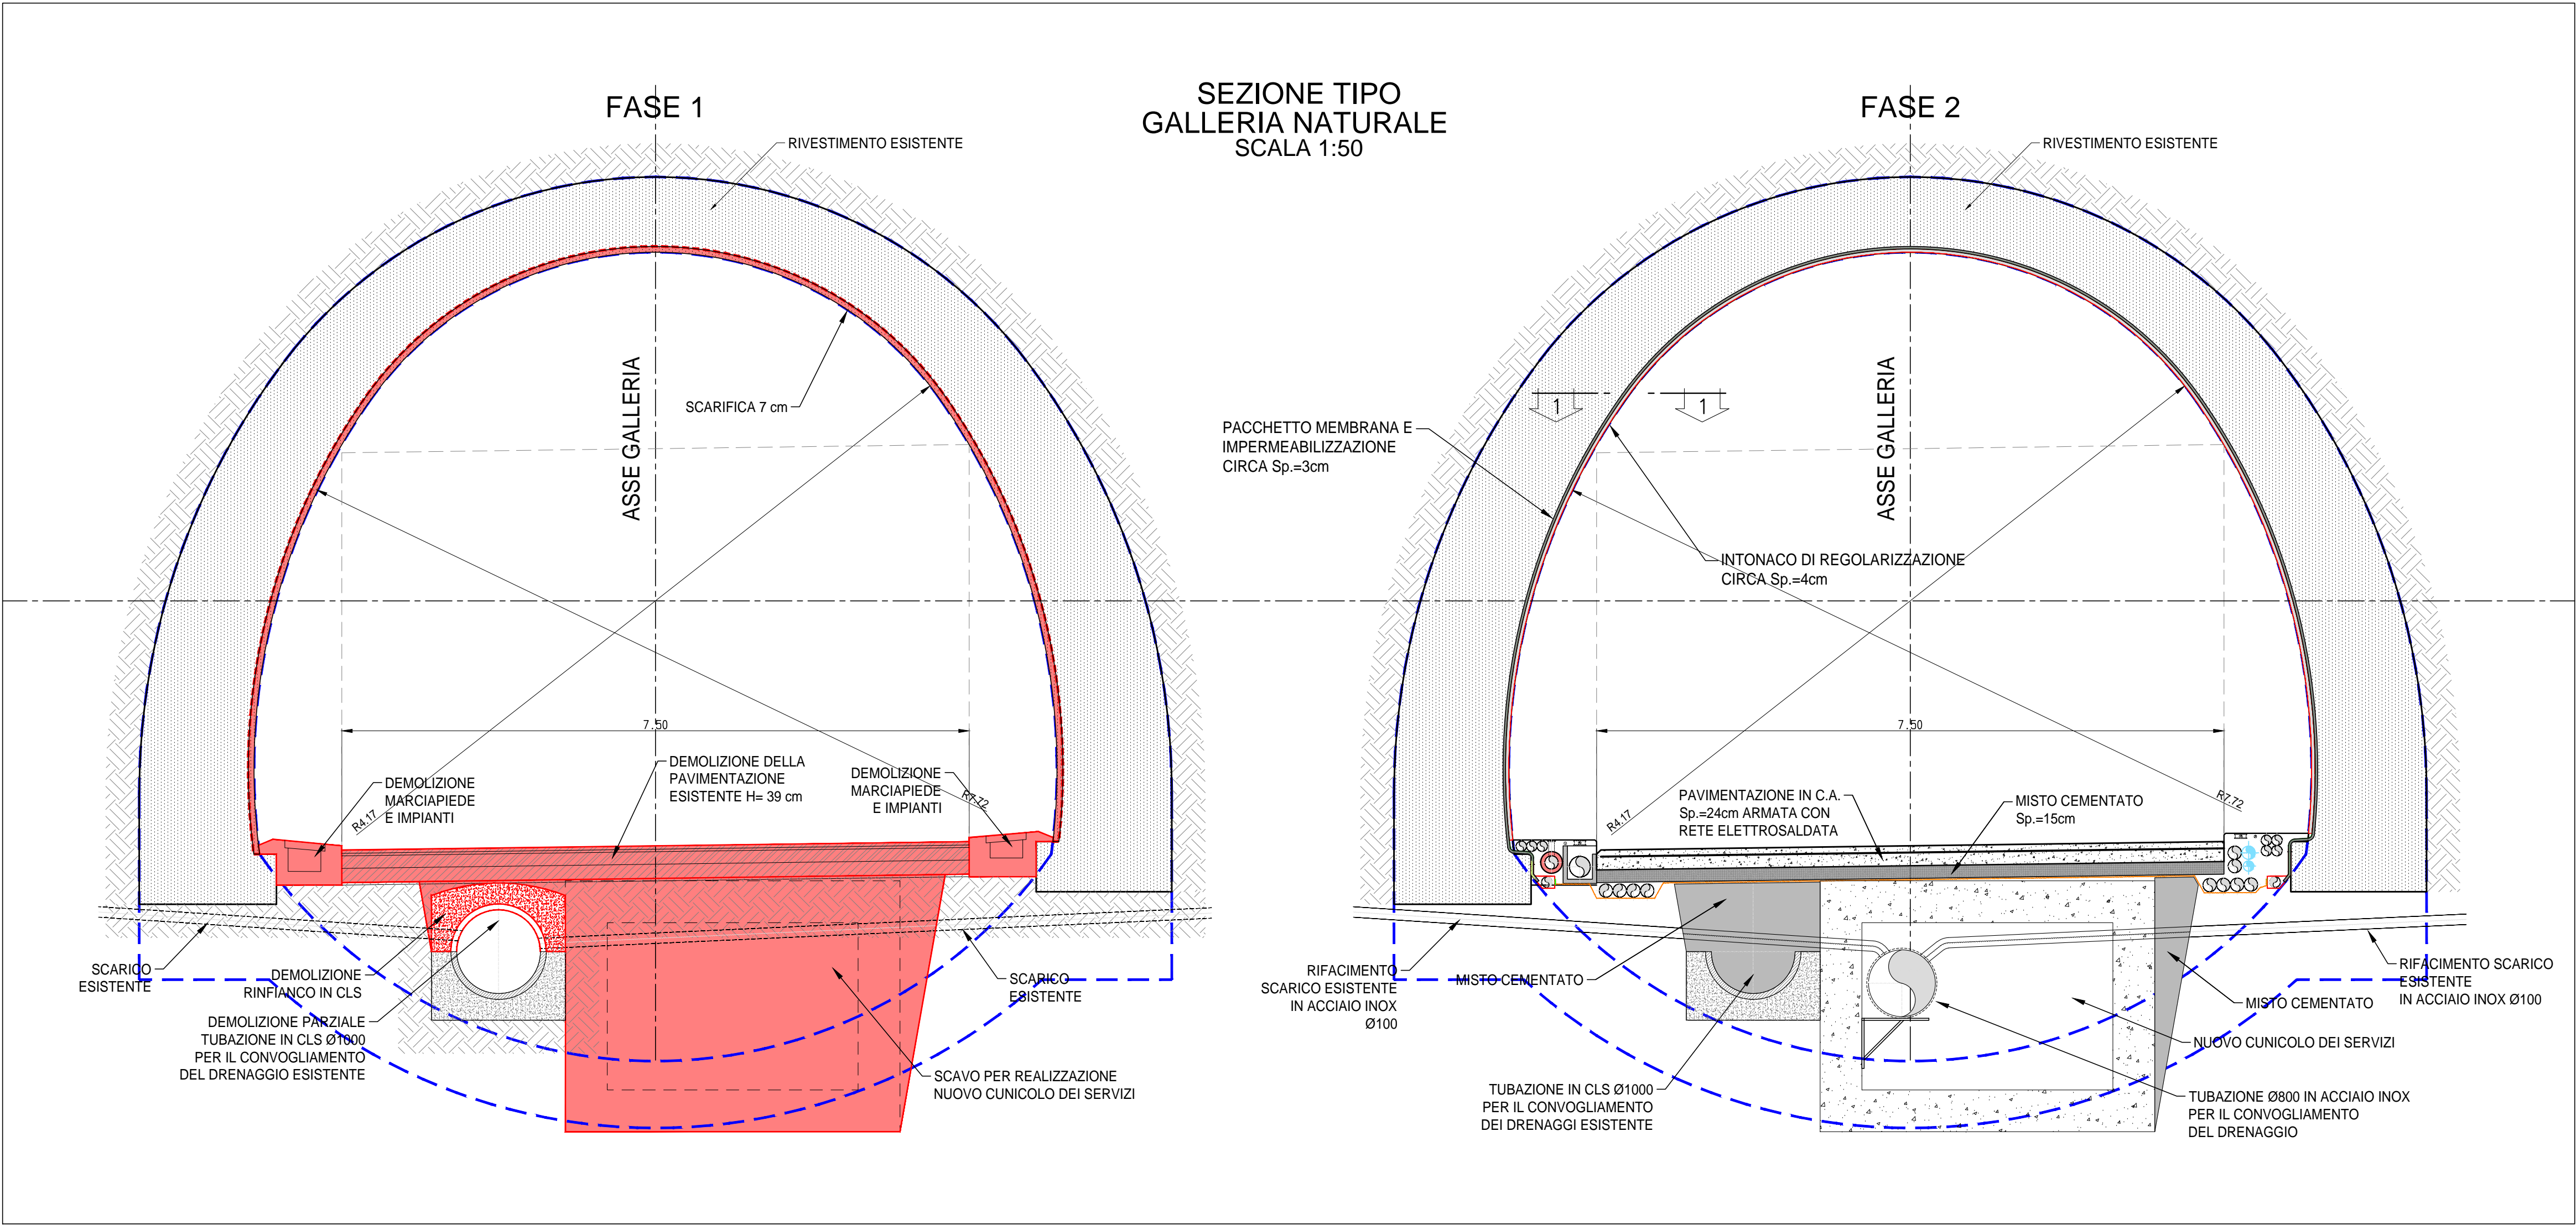 SEZIONE TIPO
GALLERIA NATURALE
SCALA 1:50
FASE 1
RIVESTIMENTO ESISTENTE
ASSE GALLERIA
SCARIFICA 7 cm
7.50
DEMOLIZIONE
MARCIAPIEDE
E IMPIANTI
DEMOLIZIONE DELLA
PAVIMENTAZIONE
ESISTENTE H= 39 cm
DEMOLIZIONE
MARCIAPIEDE
E IMPIANTI
R4.17
R7.72
SCARICO
ESISTENTE
DEMOLIZIONE
RINFIANCO IN CLS
DEMOLIZIONE PARZIALE
TUBAZIONE IN CLS Ø1000
PER IL CONVOGLIAMENTO
DEL DRENAGGIO ESISTENTE
SCARICO
ESISTENTE
SCAVO PER REALIZZAZIONE
NUOVO CUNICOLO DEI SERVIZI
FASE 2
RIVESTIMENTO ESISTENTE
ASSE GALLERIA
1
1
PACCHETTO MEMBRANA E
IMPERMEABILIZZAZIONE
CIRCA Sp.=3cm
INTONACO DI REGOLARIZZAZIONE
CIRCA Sp.=4cm
7.50
PAVIMENTAZIONE IN C.A.
Sp.=24cm ARMATA CON
RETE ELETTROSALDATA
MISTO CEMENTATO
Sp.=15cm
R4.17
R7.72
RIFACIMENTO
SCARICO ESISTENTE
IN ACCIAIO INOX
Ø100
MISTO CEMENTATO
TUBAZIONE IN CLS Ø1000
PER IL CONVOGLIAMENTO
DEI DRENAGGI ESISTENTE
RIFACIMENTO SCARICO
ESISTENTE
IN ACCIAIO INOX Ø100
MISTO CEMENTATO
NUOVO CUNICOLO DEI SERVIZI
TUBAZIONE Ø800 IN ACCIAIO INOX
PER IL CONVOGLIAMENTO
DEL DRENAGGIO